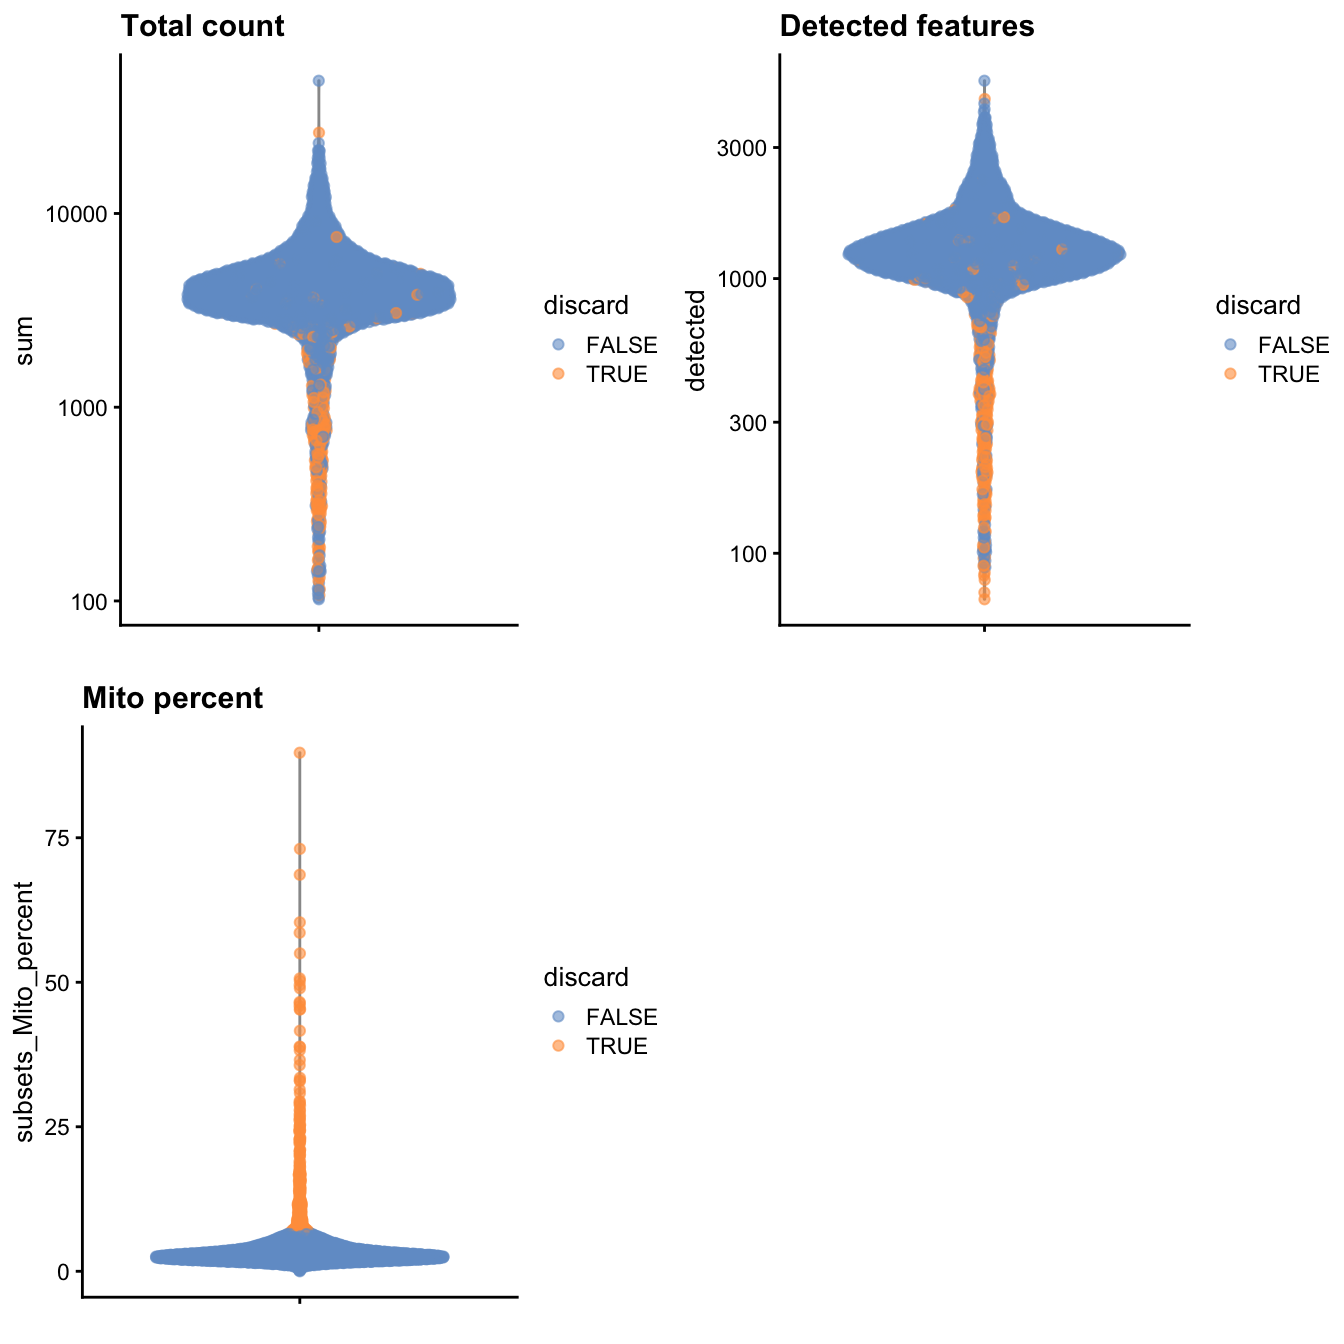 Total count
sum
10000
1000
100
discard
FALSE
TRUE
Detected features
detected
3000
1000
300
100
discard
FALSE
TRUE
Mito percent
subsets_Mito_percent
75
50
25
0
discard
FALSE
TRUE